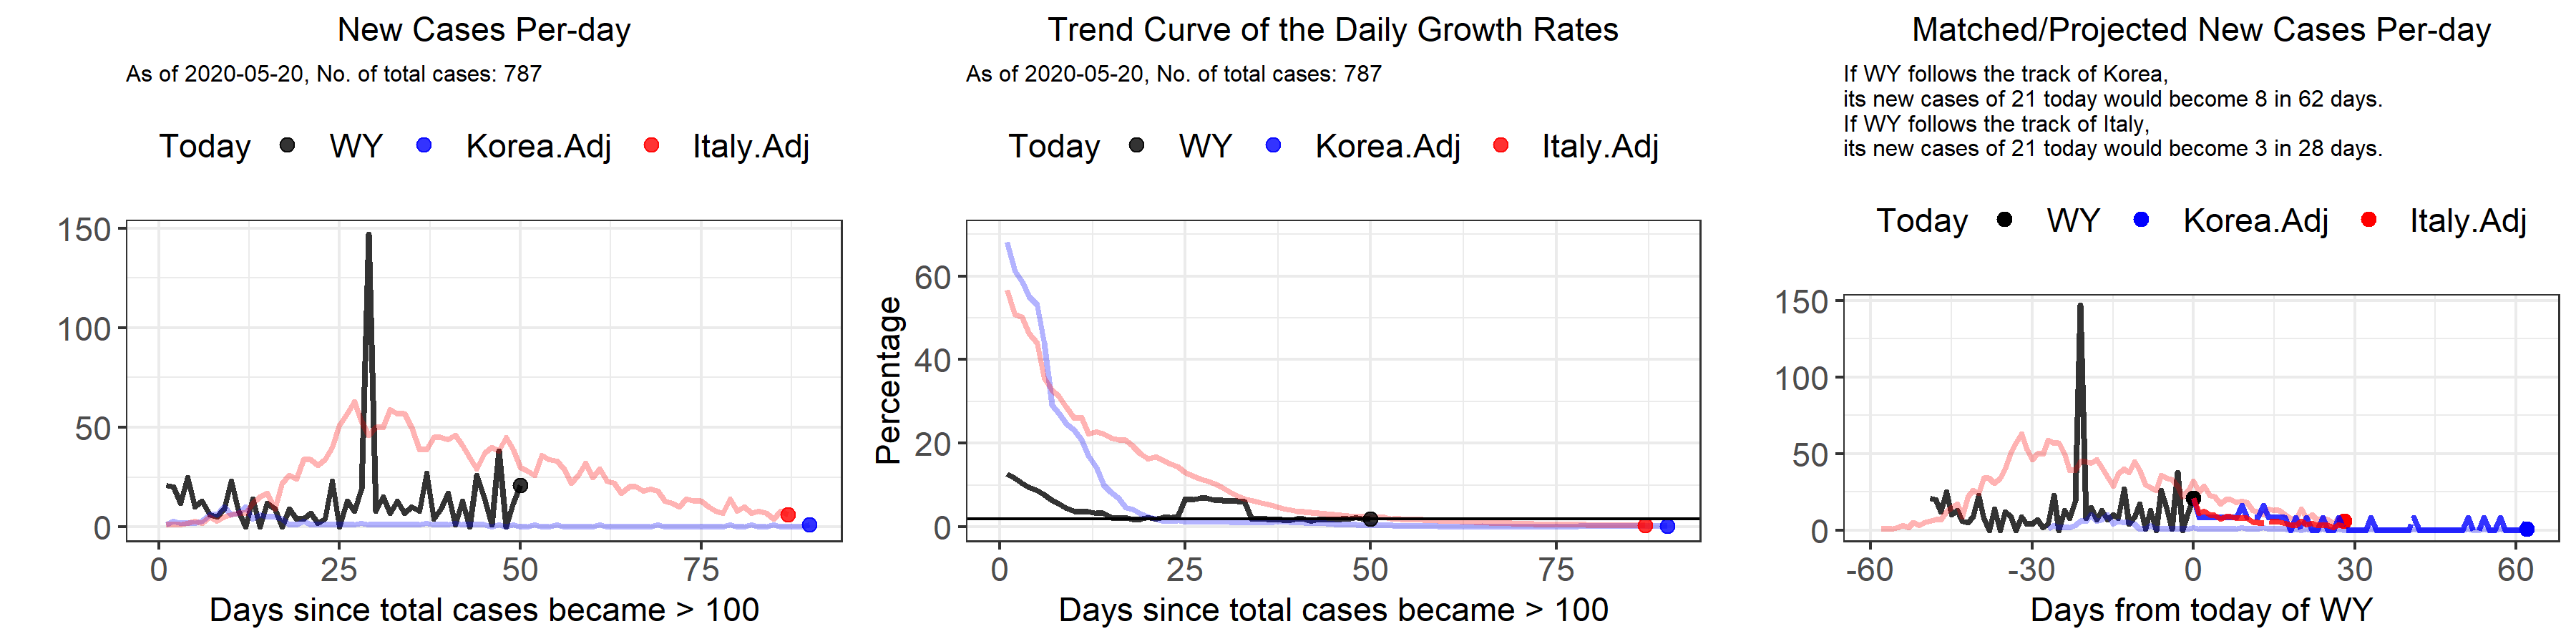 New Cases Per-day
As of 2020-05-20, No. of total cases: 787
Today WY Korea.Adj Italy.Adj
150
100
50
0
0 25 50 75
Days since total cases became > 100
Trend Curve of the Daily Growth Rates
As of 2020-05-20, No. of total cases: 787
Today WY Korea.Adj Italy.Adj
Percentage
60
40
20
0
0 25 50 75
Days since total cases became > 100
Matched/Projected New Cases Per-day
If WY follows the track of Korea,
its new cases of 21 today would become 8 in 62 days.
If WY follows the track of Italy,
its new cases of 21 today would become 3 in 28 days.
Today WY Korea.Adj Italy.Adj
150
100
50
0
-60 -30 0 30 60
Days from today of WY